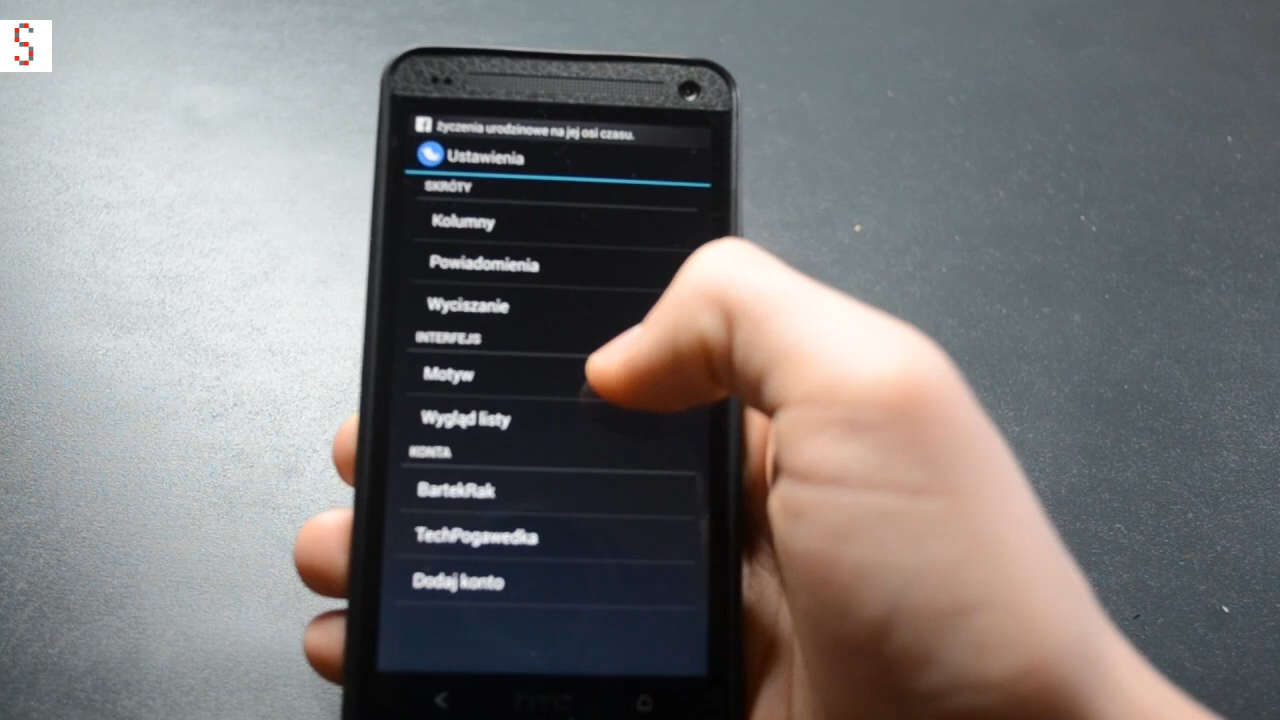 S
Życzenia urodzinowe na jej osi czasu.
Ustawienia
SKRÓTY
Kolumny
Powiadomienia
Wyciszanie
INTERFEJS
Motyw
Wygląd listy
KONTA
BartekRak
TechPogawedka
Dodaj konto
hTC